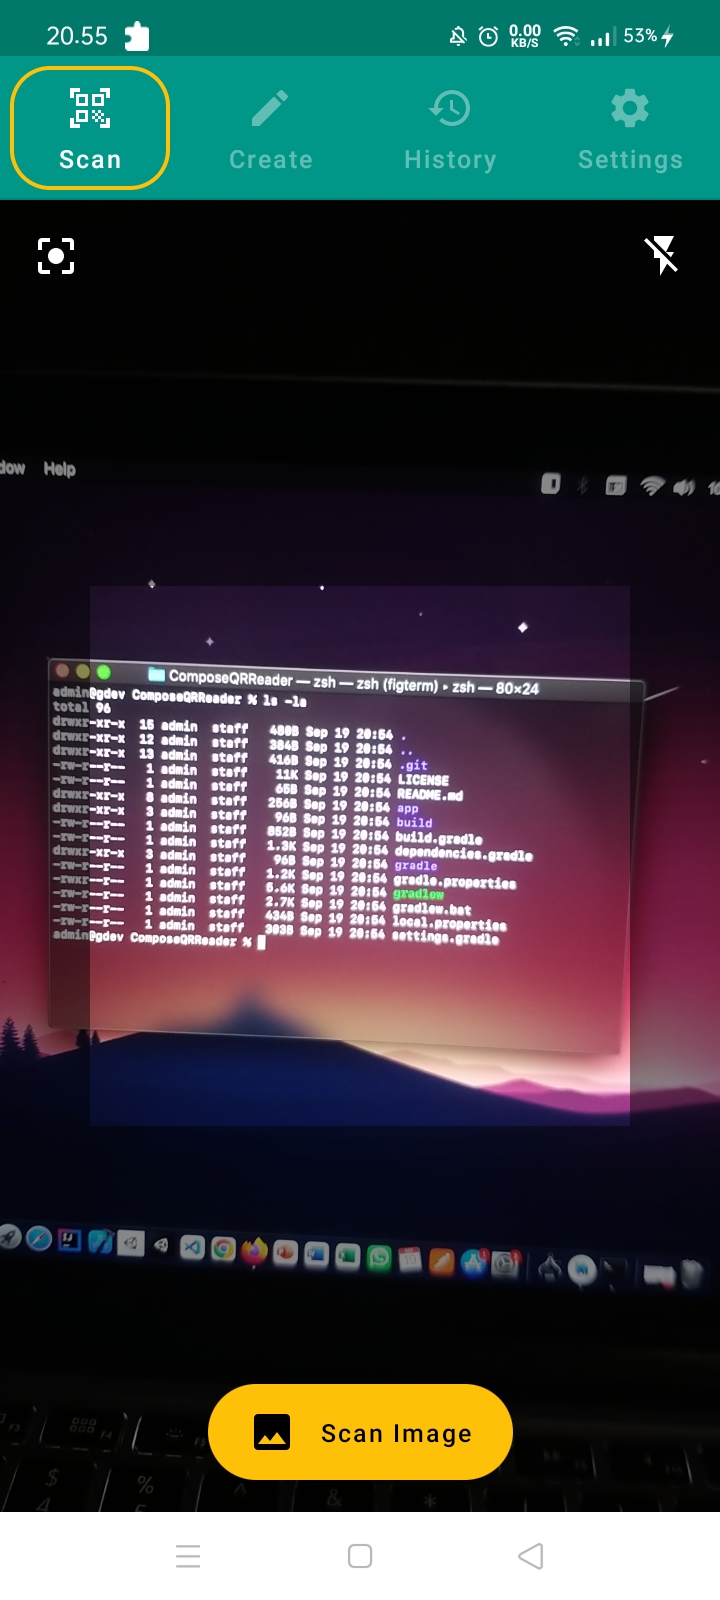 20.55
0.00
KB/S
53%
Scan
Create
History
Settings
dow Help
ComposeQRReader — zsh — zsh (figterm) ▸ zsh — 80×24
admin@gdev ComposeQRReader % ls -la
total 96
drwxr-xr-x 15 admin staff 480B Sep 19 20:54 .
drwxr-xr-x 12 admin staff 384B Sep 19 20:54 ..
drwxr-xr-x 13 admin staff 416B Sep 19 20:54 .git
-rw-r--r-- 1 admin staff 11K Sep 19 20:54 LICENSE
-rw-r--r-- 1 admin staff 65B Sep 19 20:54 README.md
drwxr-xr-x 8 admin staff 256B Sep 19 20:54 app
drwxr-xr-x 3 admin staff 96B Sep 19 20:54 build
-rw-r--r-- 1 admin staff 852B Sep 19 20:54 build.gradle
-rw-r--r-- 1 admin staff 1.3K Sep 19 20:54 dependencies.gradle
drwxr-xr-x 3 admin staff 96B Sep 19 20:54 gradle
-rw-r--r-- 1 admin staff 1.2K Sep 19 20:54 gradle.properties
-rwxr--r-- 1 admin staff 5.6K Sep 19 20:54 gradlew
-rw-r--r-- 1 admin staff 2.7K Sep 19 20:54 gradlew.bat
-rw-r--r-- 1 admin staff 434B Sep 19 20:54 local.properties
-rw-r--r-- 1 admin staff 303B Sep 19 20:54 settings.gradle
admin@gdev ComposeQRReader %
F3 F4 F5
$ % ^ & *
4 5
Scan Image